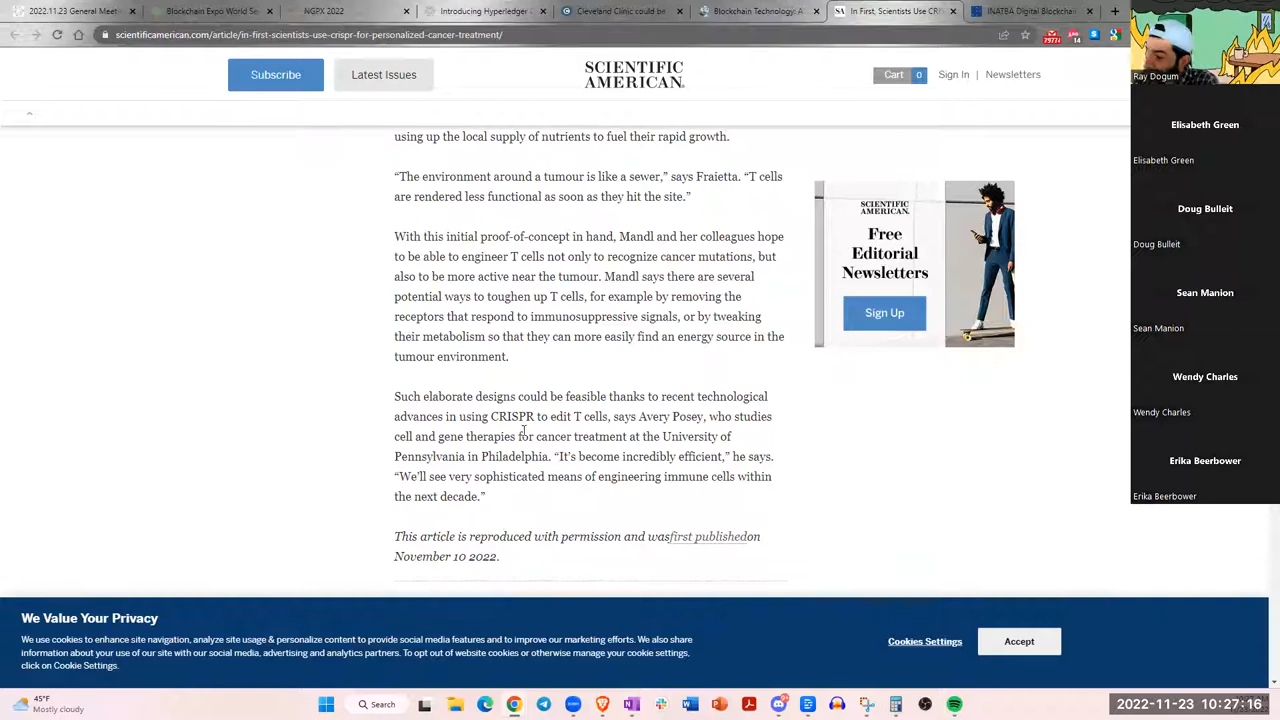 2022.11.23 General Meeting
Blockchain Expo World Se
NGPX 2022
Introducing Hyperledger
Cleveland Clinic could be
Blockchain Technology A
In First, Scientists Use CR
INATBA Digital Blockchain
scientificamerican.com/article/in-first-scientists-use-crispr-for-personalized-cancer-treatment/
Subscribe
Latest Issues
SCIENTIFIC
AMERICAN.
Cart 0
Sign In | Newsletters
using up the local supply of nutrients to fuel their rapid growth.
“The environment around a tumour is like a sewer,” says Fraietta. “T cells
are rendered less functional as soon as they hit the site.”
With this initial proof-of-concept in hand, Mandl and her colleagues hope
to be able to engineer T cells not only to recognize cancer mutations, but
also to be more active near the tumour. Mandl says there are several
potential ways to toughen up T cells, for example by removing the
receptors that respond to immunosuppressive signals, or by tweaking
their metabolism so that they can more easily find an energy source in the
tumour environment.
Such elaborate designs could be feasible thanks to recent technological
advances in using CRISPR to edit T cells, says Avery Posey, who studies
cell and gene therapies for cancer treatment at the University of
Pennsylvania in Philadelphia. “It’s become incredibly efficient,” he says.
“We’ll see very sophisticated means of engineering immune cells within
the next decade.”
This article is reproduced with permission and wasfirst publishedon
November 10 2022.
SCIENTIFIC
AMERICAN.
Free
Editorial
Newsletters
Sign Up
We Value Your Privacy
We use cookies to enhance site navigation, analyze site usage & personalize content to provide social media features and to improve our marketing efforts. We also share
information about your use of our site with our social media, advertising and analytics partners. To opt out of website cookies or otherwise manage your cookie settings,
click on Cookie Settings.
Cookies Settings
Accept
Ray Dogum
Elisabeth Green
Elisabeth Green
Doug Bulleit
Doug Bulleit
Sean Manion
Sean Manion
Wendy Charles
Wendy Charles
Erika Beerbower
Erika Beerbower
45°F
Mostly cloudy
Search
2022-11-23 10:27:16